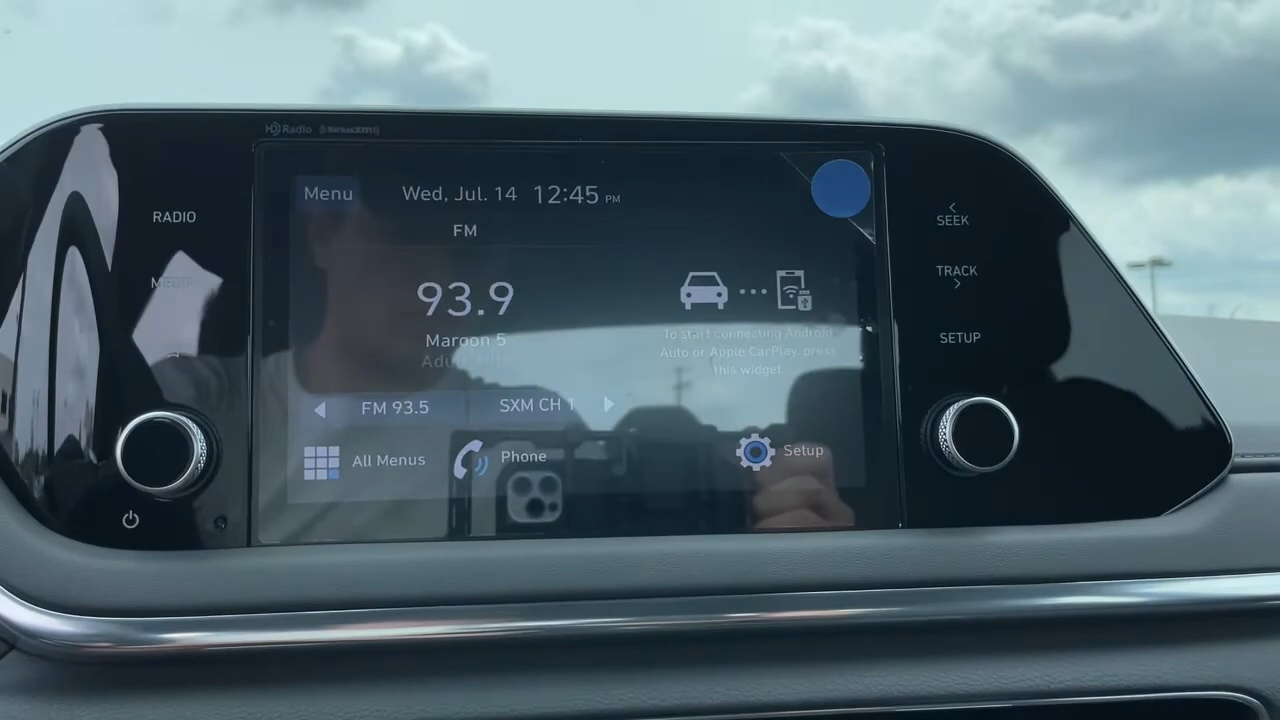 HD Radio SiriusXM
Menu
Wed, Jul. 14 12:45 PM
FM
RADIO
MEDIA
93.9
Maroon 5
To start connecting Android
Auto or Apple CarPlay, press
this widget.
FM 93.5
SXM CH 1
All Menus
Phone
Setup
SEEK
TRACK
SETUP